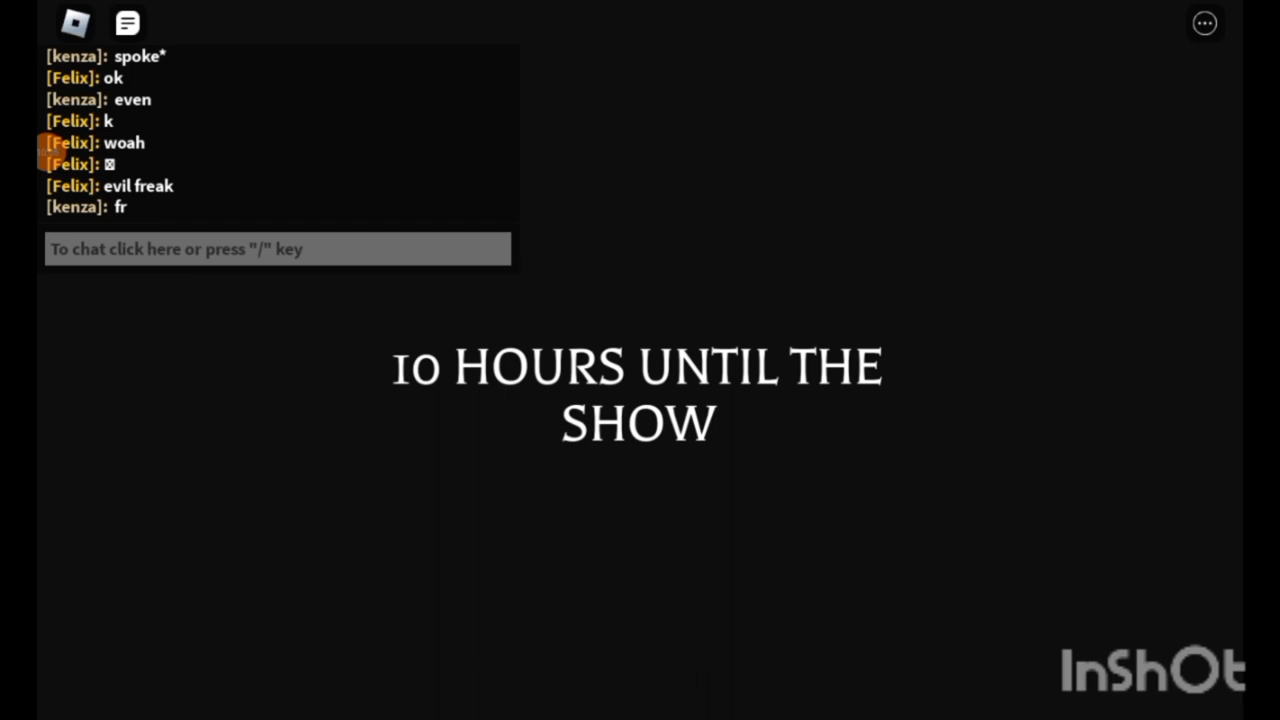 [kenza]: spoke*
[Felix]: ok
[kenza]: even
[Felix]: k
[Felix]: woah
[Felix]:
[Felix]: evil freak
[kenza]: fr
To chat click here or press "/" key
10 HOURS UNTIL THE
SHOW
InShOt